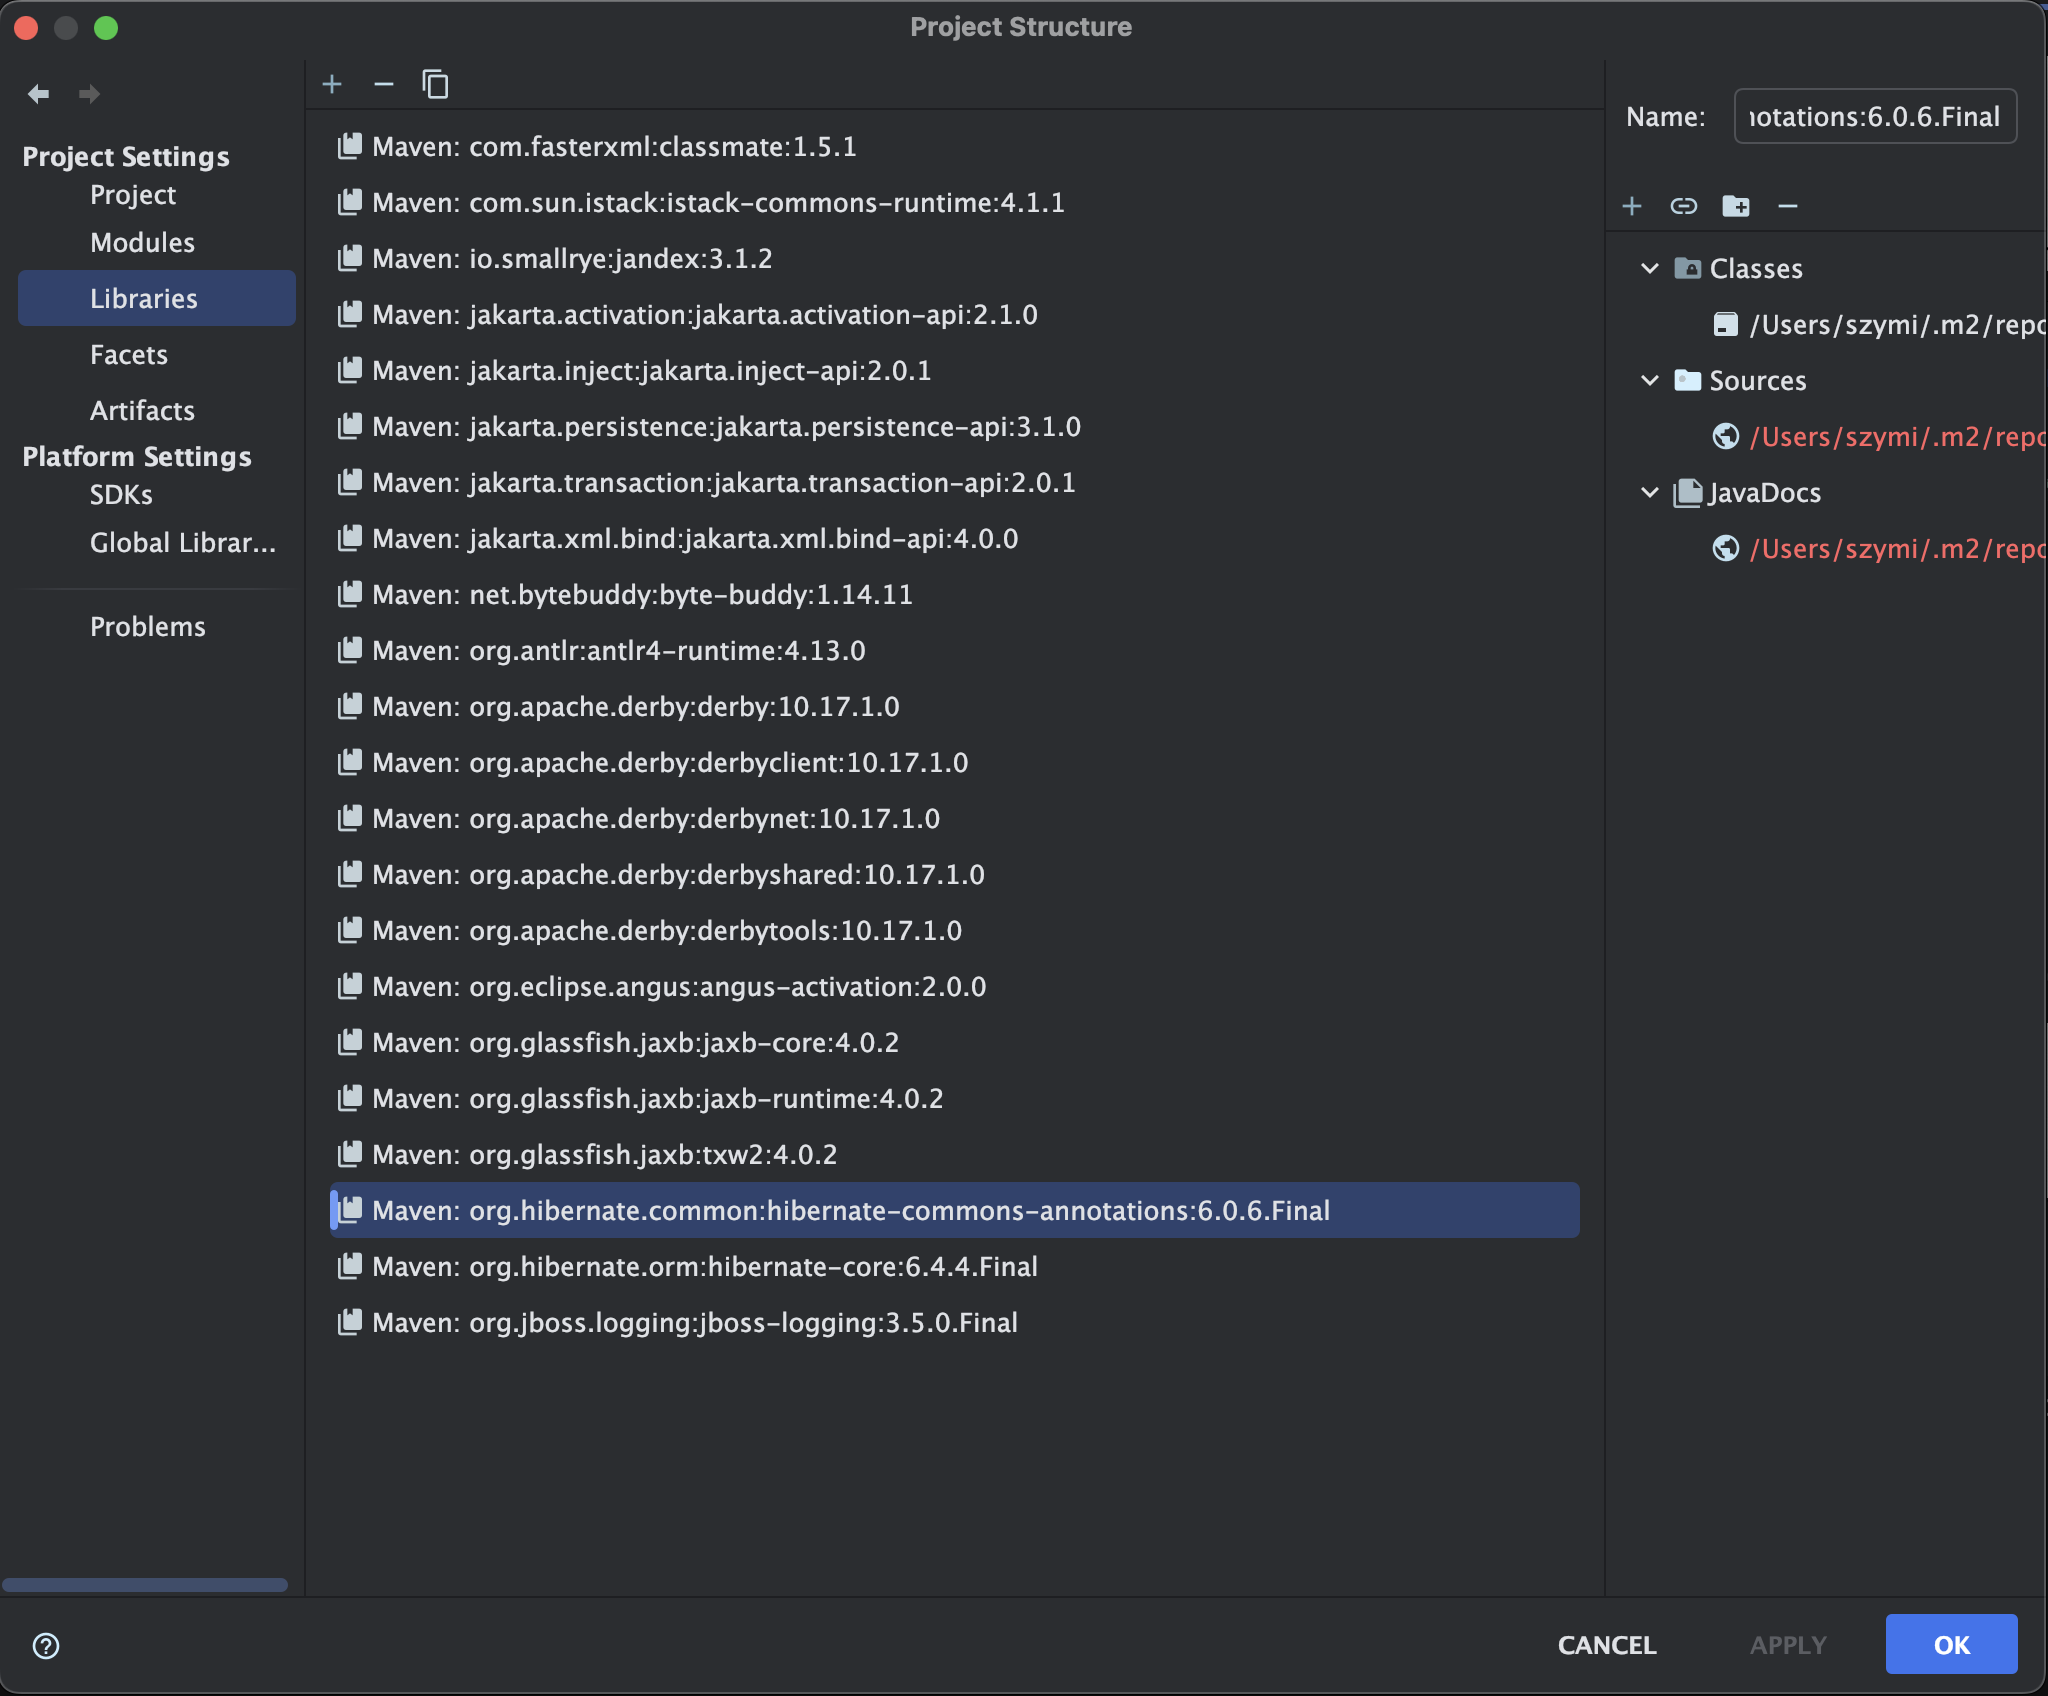 Project Structure
Project Settings
Project
Modules
Libraries
Facets
Artifacts
Platform Settings
SDKs
Global Librar...
Problems
Maven: com.fasterxml:classmate:1.5.1
Maven: com.sun.istack:istack-commons-runtime:4.1.1
Maven: io.smallrye:jandex:3.1.2
Maven: jakarta.activation:jakarta.activation-api:2.1.0
Maven: jakarta.inject:jakarta.inject-api:2.0.1
Maven: jakarta.persistence:jakarta.persistence-api:3.1.0
Maven: jakarta.transaction:jakarta.transaction-api:2.0.1
Maven: jakarta.xml.bind:jakarta.xml.bind-api:4.0.0
Maven: net.bytebuddy:byte-buddy:1.14.11
Maven: org.antlr:antlr4-runtime:4.13.0
Maven: org.apache.derby:derby:10.17.1.0
Maven: org.apache.derby:derbyclient:10.17.1.0
Maven: org.apache.derby:derbynet:10.17.1.0
Maven: org.apache.derby:derbyshared:10.17.1.0
Maven: org.apache.derby:derbytools:10.17.1.0
Maven: org.eclipse.angus:angus-activation:2.0.0
Maven: org.glassfish.jaxb:jaxb-core:4.0.2
Maven: org.glassfish.jaxb:jaxb-runtime:4.0.2
Maven: org.glassfish.jaxb:txw2:4.0.2
Maven: org.hibernate.common:hibernate-commons-annotations:6.0.6.Final
Maven: org.hibernate.orm:hibernate-core:6.4.4.Final
Maven: org.jboss.logging:jboss-logging:3.5.0.Final
Name: notations:6.0.6.Final
Classes
/Users/szymi/.m2/repo
Sources
/Users/szymi/.m2/repo
JavaDocs
/Users/szymi/.m2/repo
CANCEL
APPLY
OK